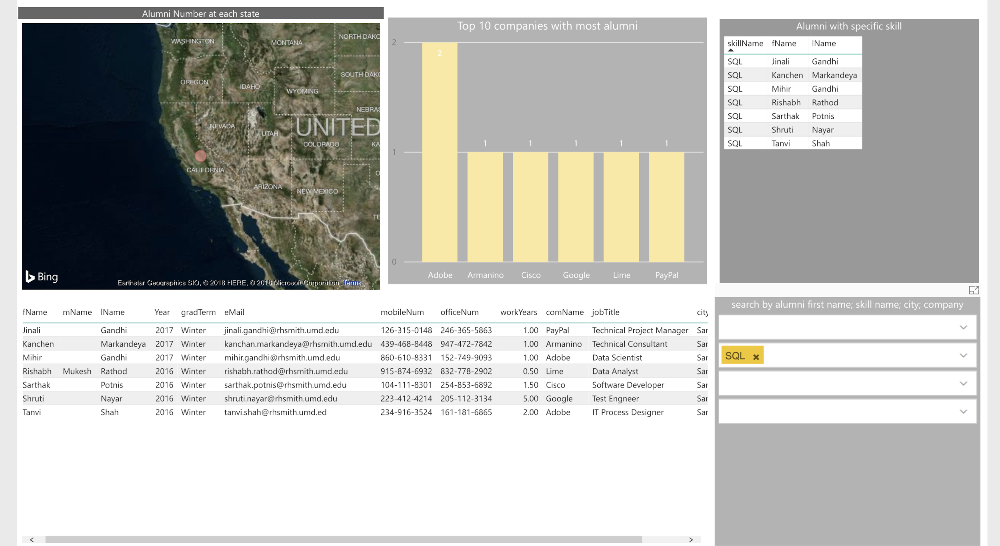 Alumni Number at each state
WASHINGTON
MONTANA
NORTH DAKO
OREGON
IDAHO
SOUTH DAKO
WYOMING
NEBRAS
NEVADA
UTAH
UNITED
COLORADO
KA
CALIFORNIA
ARIZONA
NEW MEXICO
O
TE
Bing
Earthstar Geographics SIO, © 2018 HERE, © 2018 Microsoft Corporation Terms
Top 10 companies with most alumni
2
1
0
2
1
1
1
1
1
Adobe Armanino Cisco Google Lime PayPal
Alumni with specific skill
skillName fName lName
SQL Jinali Gandhi
SQL Kanchen Markandeya
SQL Mihir Gandhi
SQL Rishabh Rathod
SQL Sarthak Potnis
SQL Shruti Nayar
SQL Tanvi Shah
fName mName lName Year gradTerm eMail mobileNum officeNum workYears comName jobTitle city
Jinali Gandhi 2017 Winter jinali.gandhi@rhsmith.umd.edu 126-315-0148 246-365-5863 1.00 PayPal Technical Project Manager Sar
Kanchen Markandeya 2017 Winter kanchan.markandeya@rhsmith.umd.edu 439-468-8448 947-472-7842 1.00 Armanino Technical Consultant Sar
Mihir Gandhi 2017 Winter mihir.gandhi@rhsmith.umd.edu 860-610-8331 152-749-9093 1.00 Adobe Data Scientist Sar
Rishabh Mukesh Rathod 2016 Winter rishabh.rathod@rhsmith.umd.edu 915-874-6932 832-778-2902 0.50 Lime Data Analyst Sar
Sarthak Potnis 2016 Winter sarthak.potnis@rhsmith.umd.edu 104-111-8301 254-853-6892 1.50 Cisco Software Developer Sar
Shruti Nayar 2016 Winter shruti.nayar@rhsmith.umd.edu 223-412-4214 205-112-3134 5.00 Google Test Engneer Sar
Tanvi Shah 2016 Winter tanvi.shah@rhsmith.umd.ed 234-916-3524 161-181-6865 2.00 Adobe IT Process Designer Sar
search by alumni first name; skill name; city; company
SQL